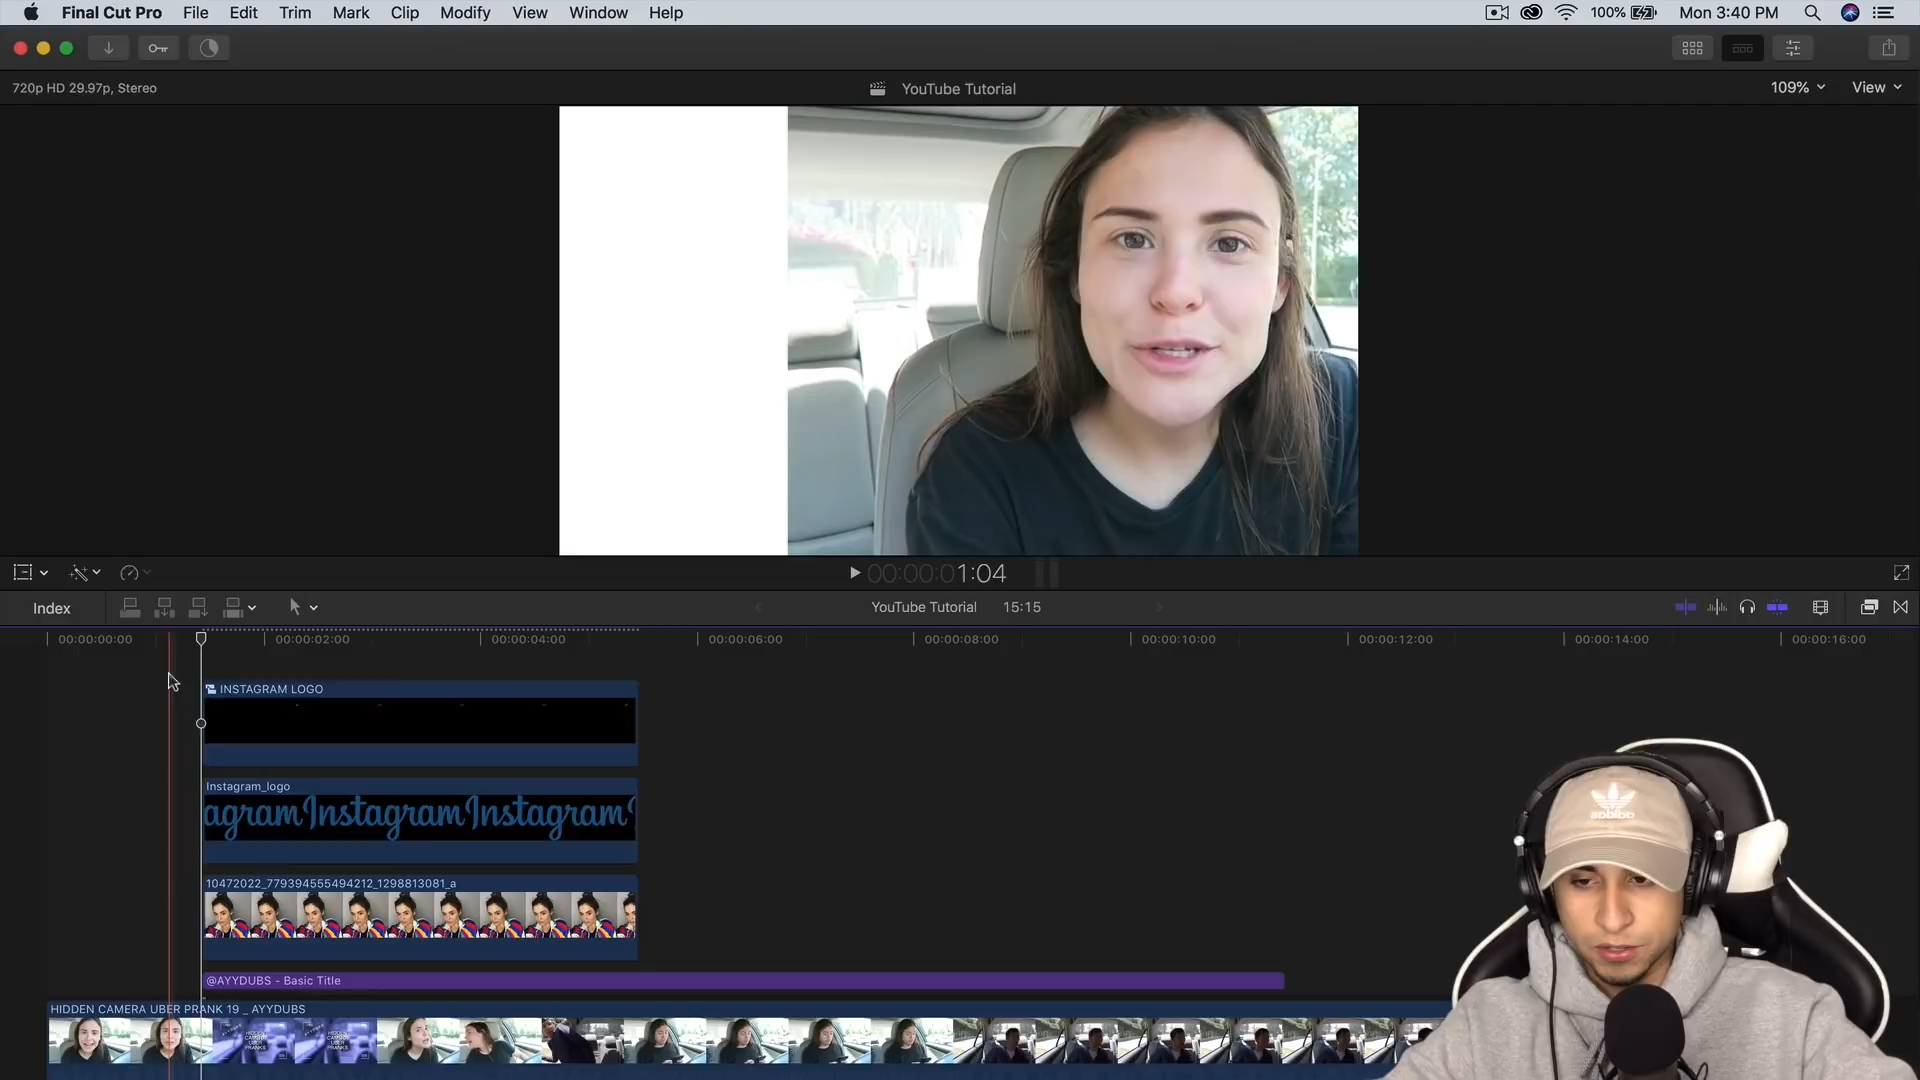 Final Cut Pro File Edit Trim Mark Clip Modify View Window Help 100% Mon 3:40 PM
720p HD 29.97p, Stereo YouTube Tutorial 109% View
00:00:01:04
Index YouTube Tutorial 15:15
00:00:00:00 00:00:02:00 00:00:04:00 00:00:06:00 00:00:08:00 00:00:10:00 00:00:12:00 00:00:14:00 00:00:16:00
INSTAGRAM LOGO
Instagram_logo
agram Instagram Instagram
10472022_779394555494212_1298813081_a
@AYYDUBS - Basic Title
HIDDEN CAMERA UBER PRANK 19 _ AYYDUBS